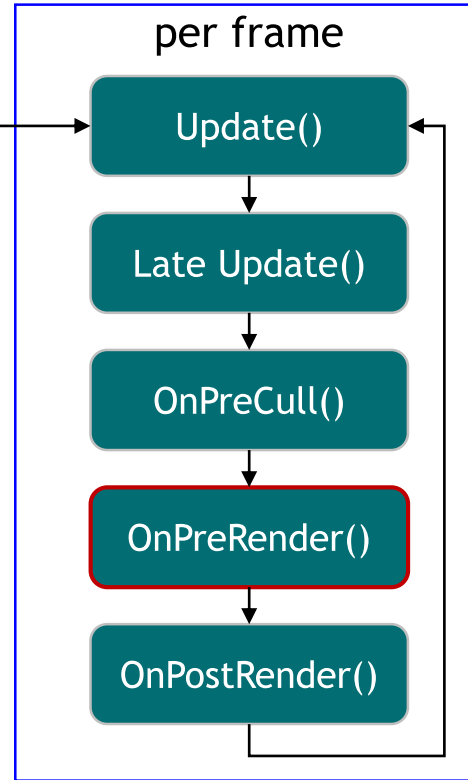 per frame
Update()
Late Update()
OnPreCull()
OnPreRender()
OnPostRender()